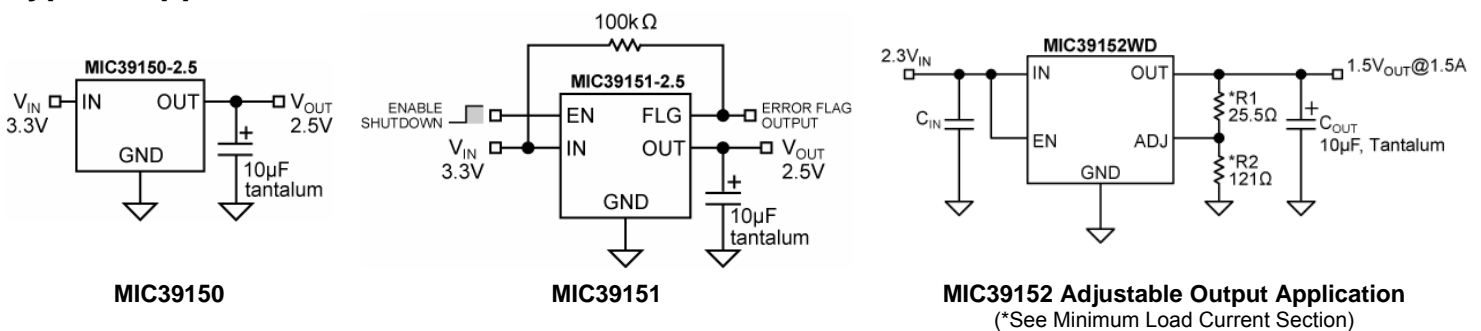 MIC39150-2.5
V_IN
3.3V
IN
OUT
GND
V_OUT
2.5V
+
10µF
tantalum
MIC39150
100kΩ
MIC39151-2.5
ENABLE
SHUTDOWN
EN
FLG
ERROR FLAG
OUTPUT
V_IN
3.3V
IN
OUT
V_OUT
2.5V
GND
+
10µF
tantalum
MIC39151
MIC39152WD
2.3V_IN
IN
OUT
1.5V_OUT@1.5A
C_IN
EN
ADJ
GND
*R1
25.5Ω
*R2
121Ω
+
C_OUT
10µF, Tantalum
MIC39152 Adjustable Output Application
(*See Minimum Load Current Section)